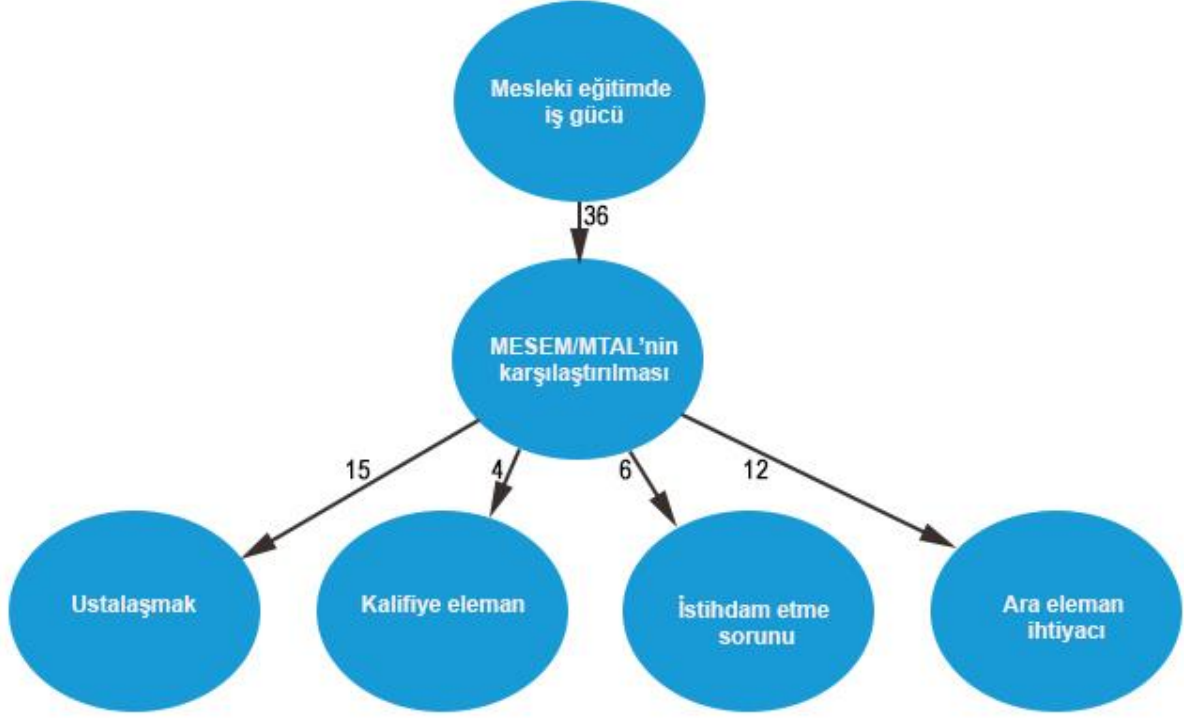 Mesleki eğitimde
iş gücü
36
MESEM/MTAL’nin
karşılaştırılması
15
4
6
12
Ustalaşmak
Kalifiye eleman
İstihdam etme
sorunu
Ara eleman
ihtiyacı